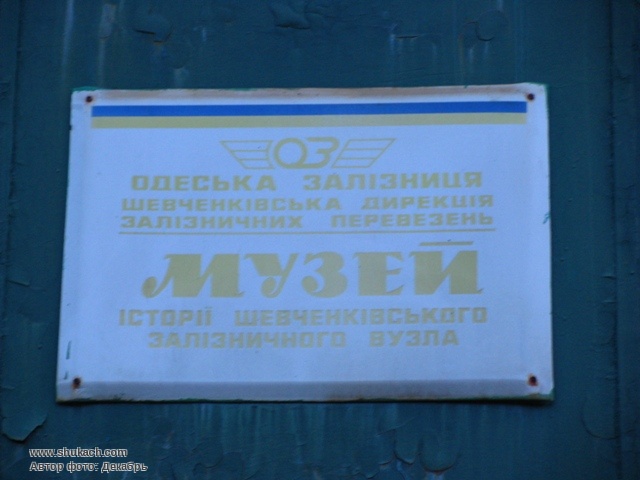 ОЗ
ОДЕСЬКА ЗАЛІЗНИЦЯ
ШЕВЧЕНКІВСЬКА ДИРЕКЦІЯ
ЗАЛІЗНИЧНИХ ПЕРЕВЕЗЕНЬ
МУЗЕЙ
ІСТОРІЇ ШЕВЧЕНКІВСЬКОГО
ЗАЛІЗНИЧНОГО ВУЗЛА
www.shukach.com
Автор фото: Декабрь